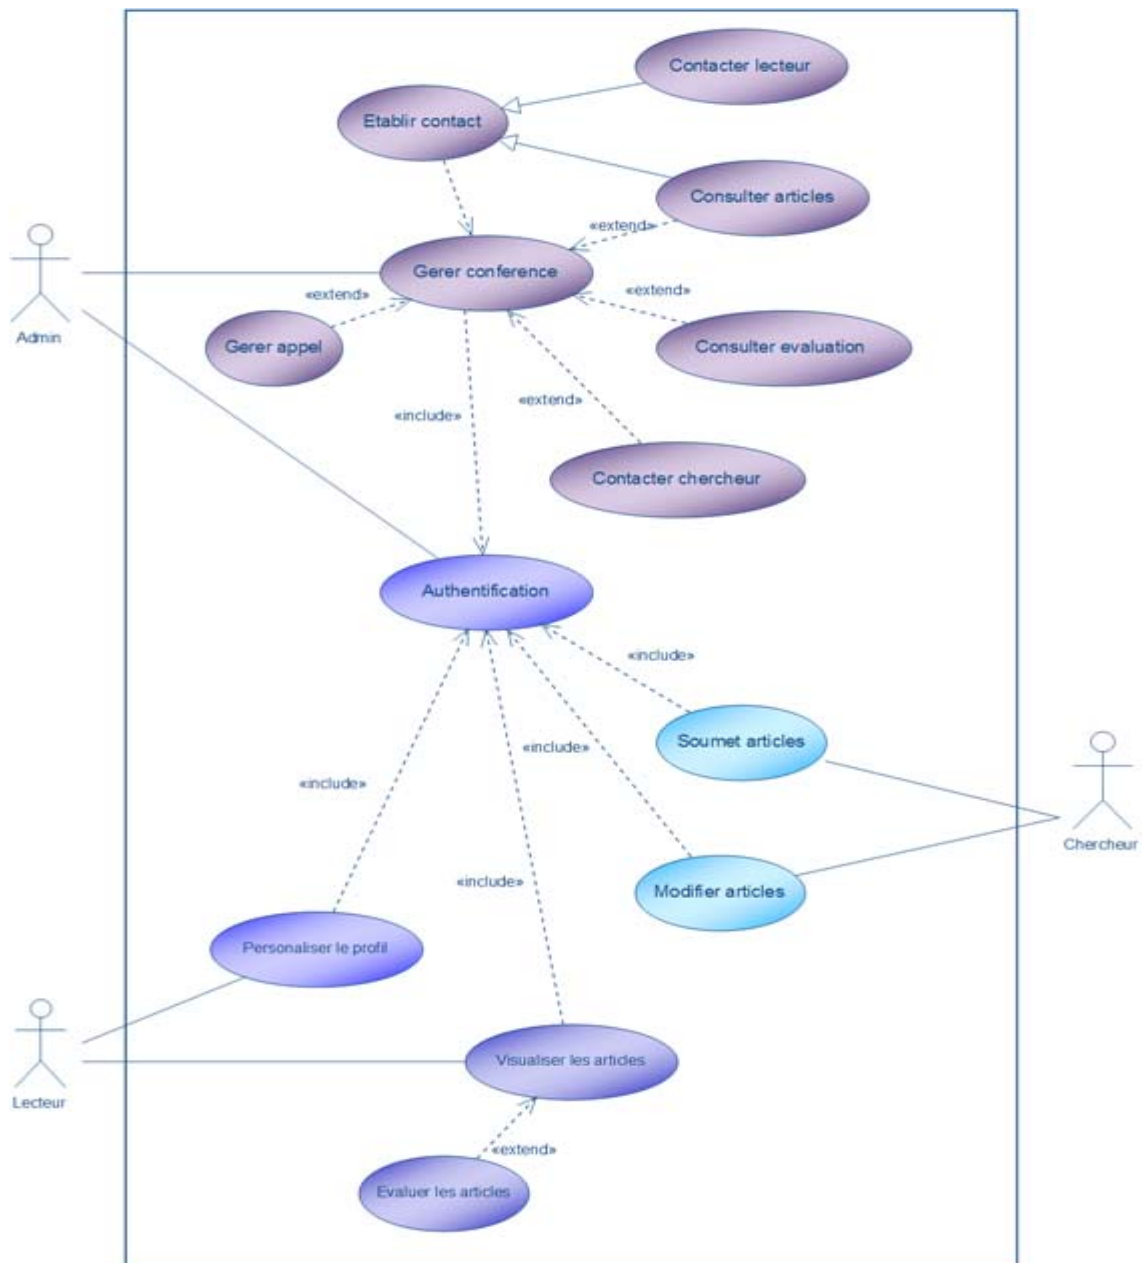 Contacter lecteur
Etablir contact
Consulter articles
«extend»
Gerer conference
«extend»
«extend»
Admin
Gerer appel
Consulter evaluation
«extend»
«include»
Contacter chercheur
Authentification
«include»
Soumet articles
«include»
«include»
Chercheur
«include»
Modifier articles
Personaliser le profil
Visualiser les articles
Lecteur
«extend»
Evaluer les articles